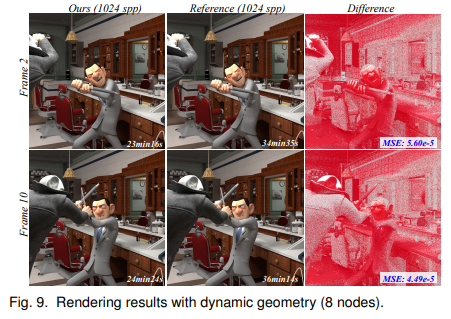 Ours (1024 spp) Reference (1024 spp) Difference
Frame 2
23min16s 34min35s MSE: 5.60e-5
Frame 10
24min24s 36min14s MSE: 4.49e-5
Fig. 9. Rendering results with dynamic geometry (8 nodes).